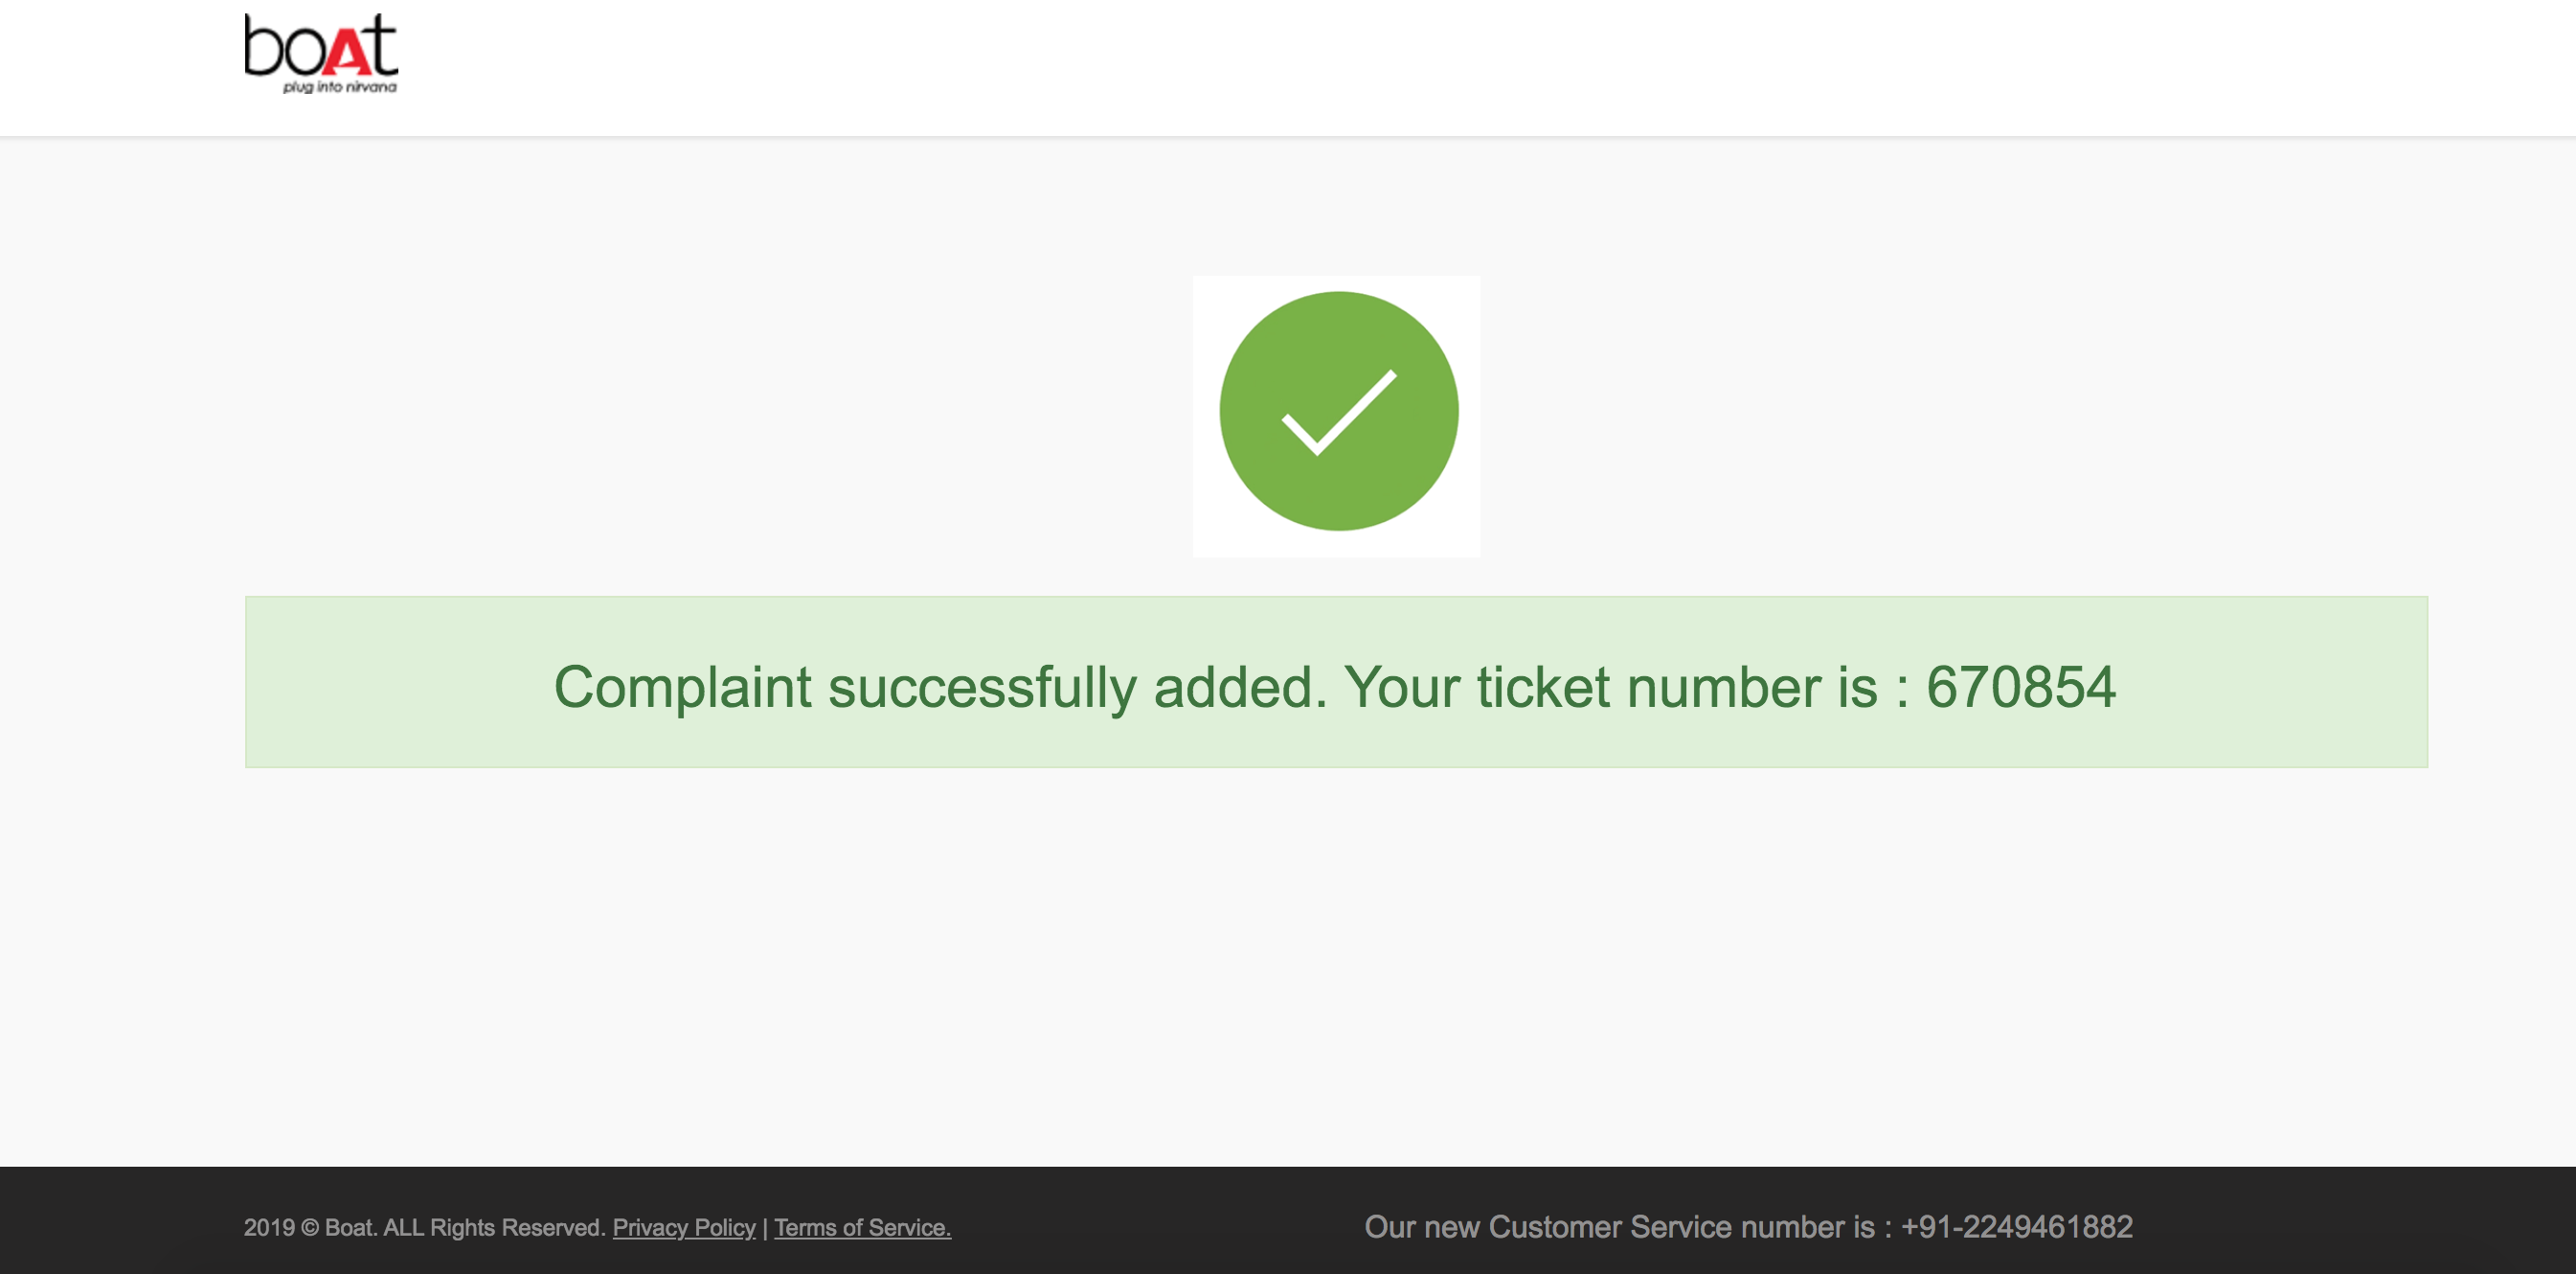 boAt
plug into nirvana
Complaint successfully added. Your ticket number is : 670854
2019 © Boat. ALL Rights Reserved. Privacy Policy | Terms of Service.
Our new Customer Service number is : +91-2249461882